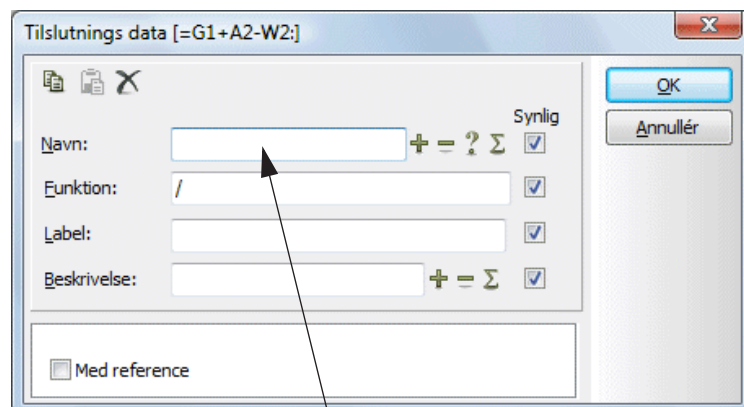 Tilslutnings data [=G1+A2-W2:]
OK
Synlig
Annullér
Navn:
Funktion: /
Label:
Beskrivelse:
Med reference